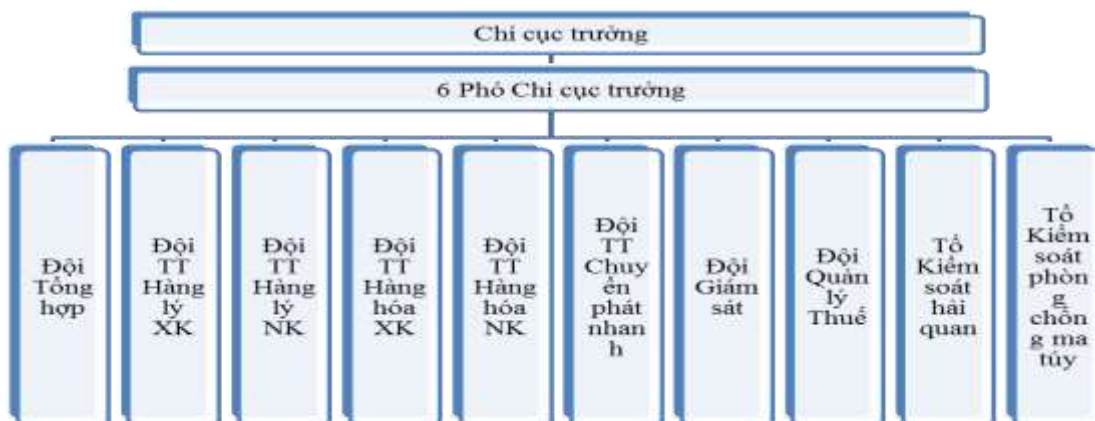 Chi cục trưởng
6 Phó Chi cục trưởng
Đội
Tổng
hợp
Đội
TT
Hàng
lý
XK
Đội
TT
Hàng
lý
NK
Đội
TT
Hàng
hóa
XK
Đội
TT
Hàng
hóa
NK
Đội
TT
Chuy
ển
phát
nhan
h
Đội
Giám
sát
Đội
Quản
lý
Thuế
Tổ
Kiểm
soát
hải
quan
Tổ
Kiểm
soát
phòn
g
chốn
g ma
túy